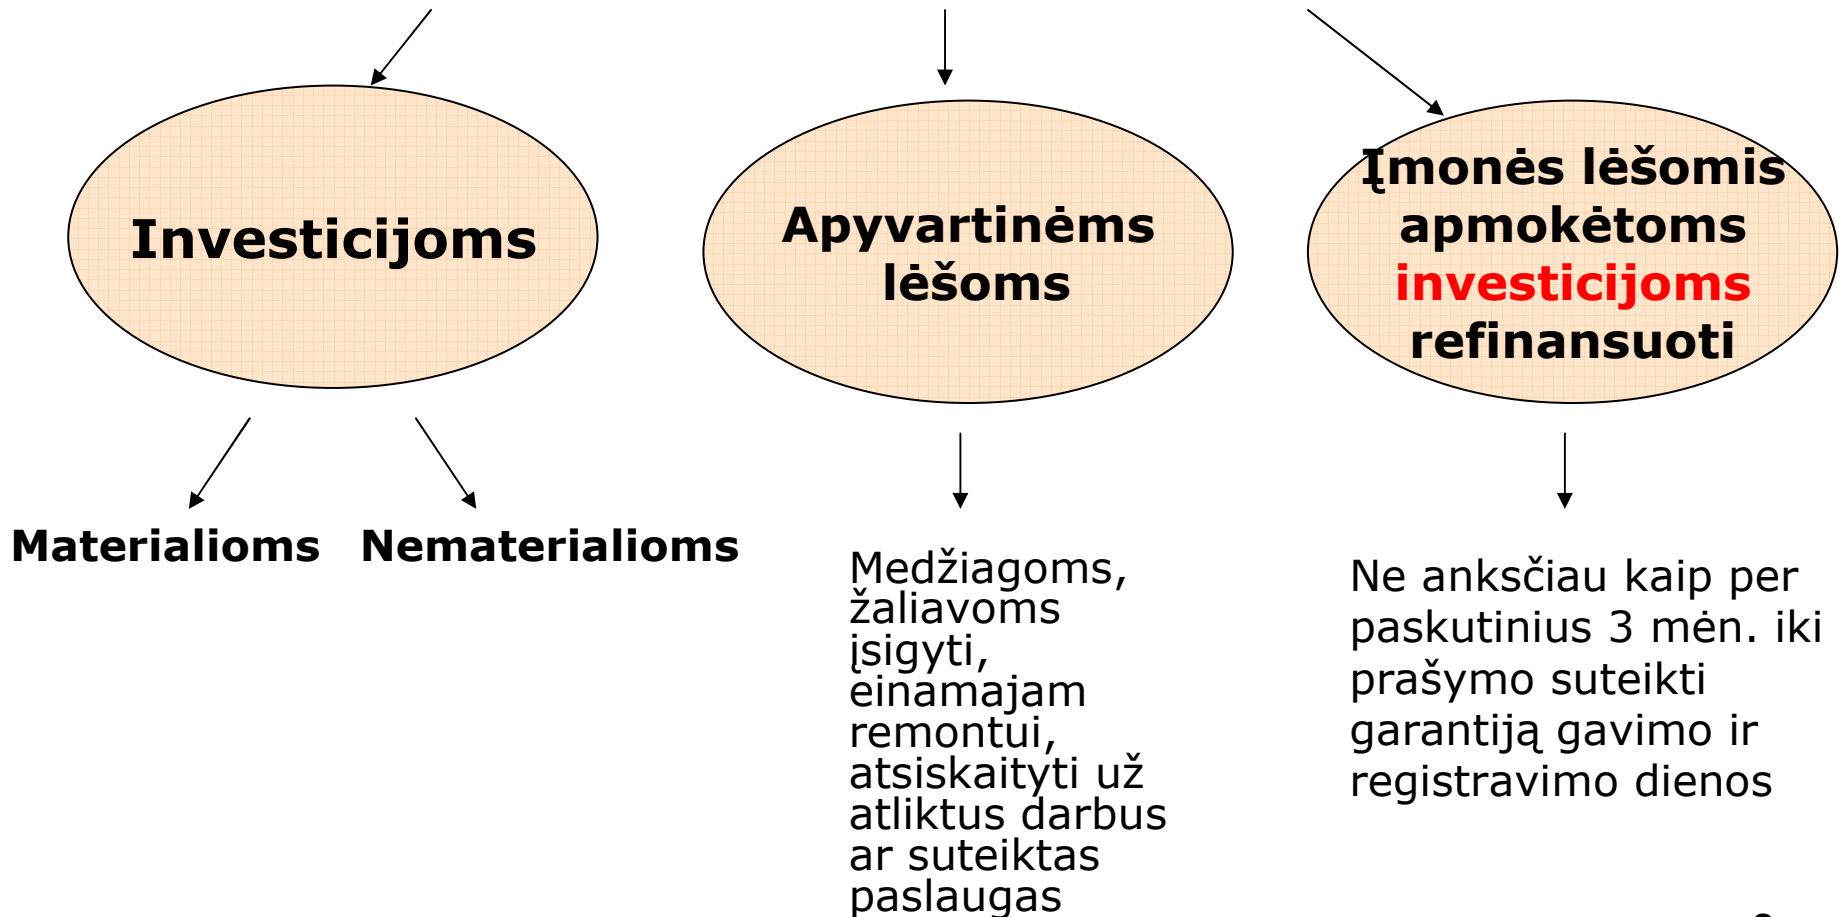 Investicijoms
Apyvartinėms
lėšoms
Įmonės lėšomis
apmokėtoms
investicijoms
refinansuoti
Materialioms
Nematerialioms
Medžiagoms,
žaliavoms
įsigyti,
einamajam
remontui,
atsiskaityti už
atliktus darbus
ar suteiktas
paslaugas
Ne anksčiau kaip per
paskutinius 3 mėn. iki
prašymo suteikti
garantiją gavimo ir
registravimo dienos